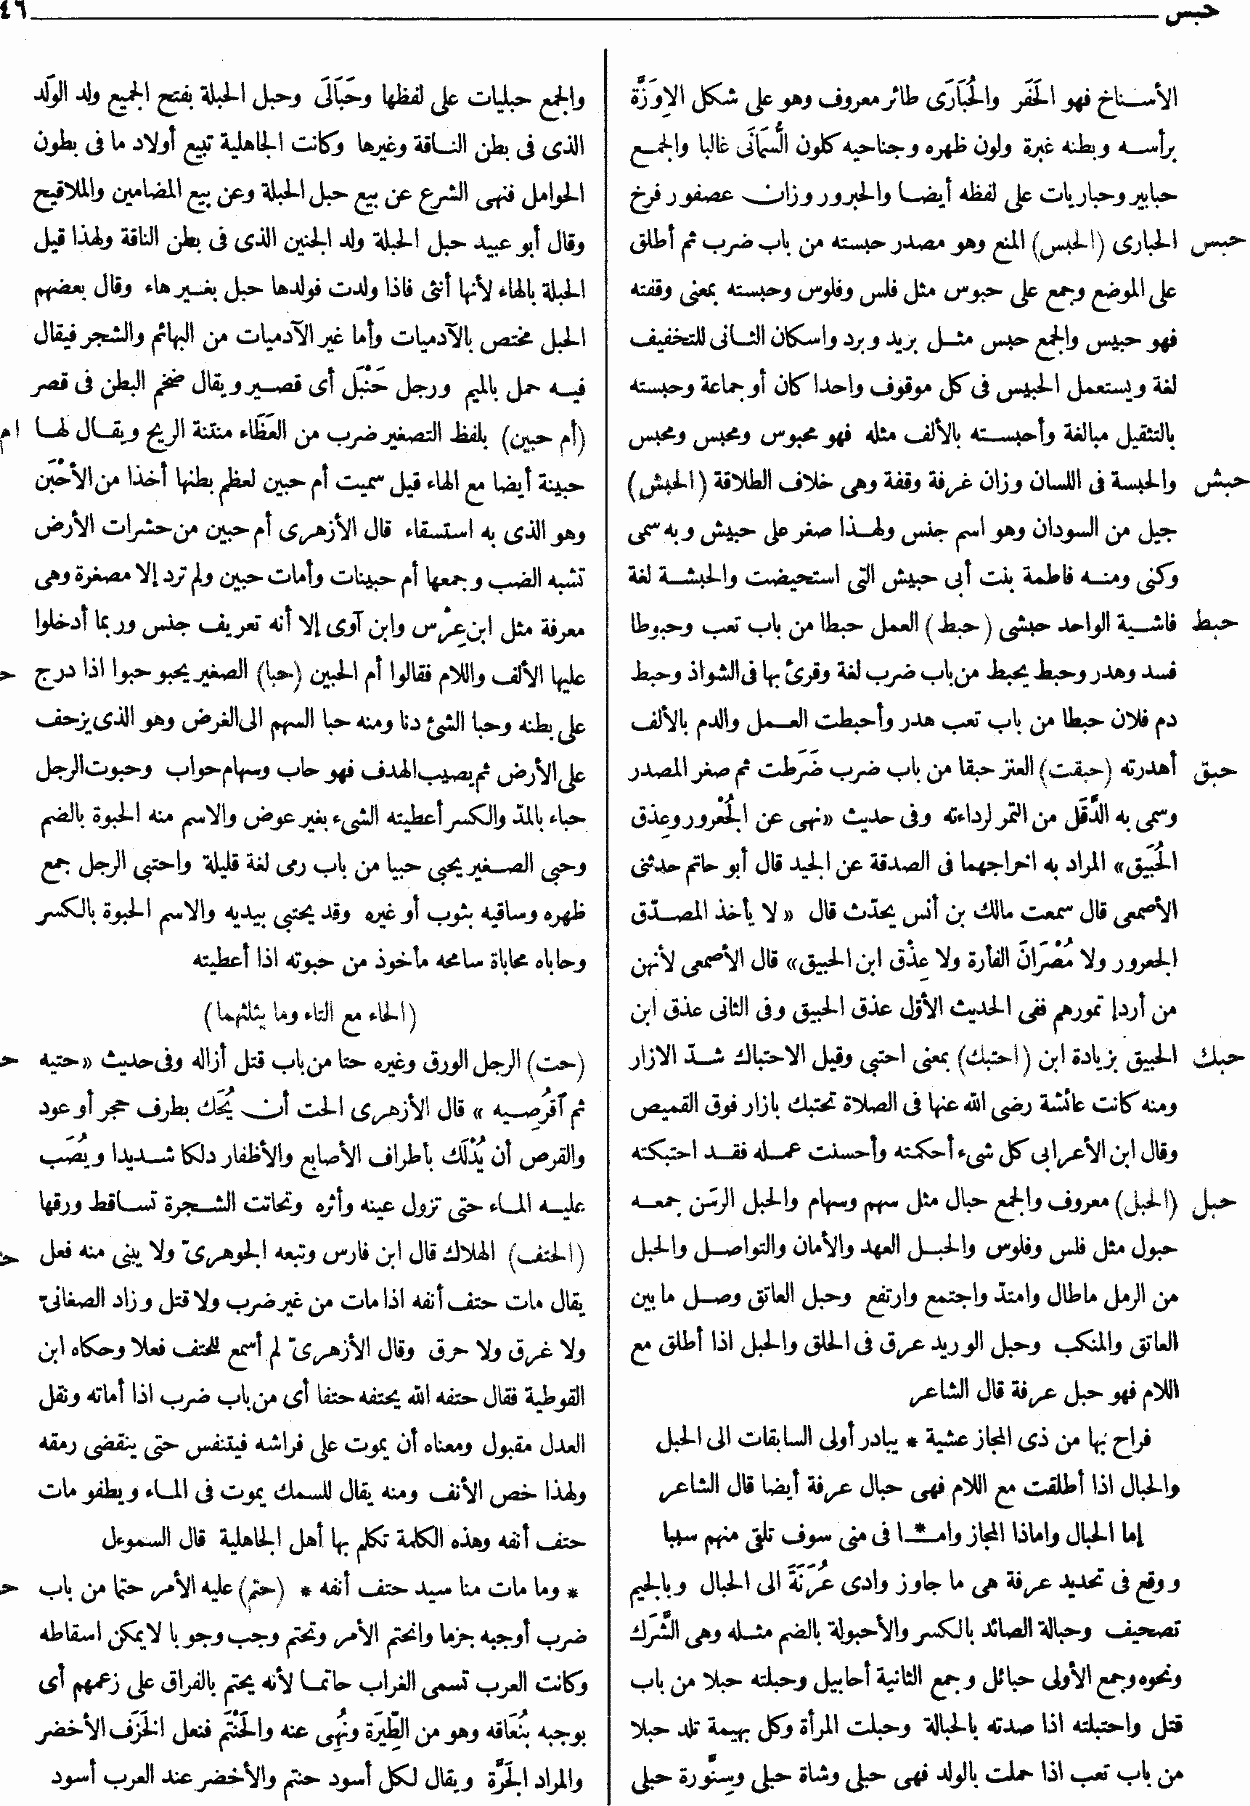 حبس
٤٦
الأسناخ فهو الحَفَر والحُبَارَى طائر معروف وهو على شكل الاِوَزَّة
برأسه وبطنه غبرة ولون ظهره وجناحيه كلون السُّمَانَى غالبا والجمع
حبابير وحباريات على لفظه أيضا والحبرور وزان عصفور فرخ
حبس الحبارى (الحبس) المنع وهو مصدر حبسته من باب ضرب ثم أطلق
على الموضع وجمع على حبوس مثل فلس وفلوس وحبسته بمعنى وقفته
فهو حبيس والجمع حبس مثل بريد وبرد واسكان الثانى للتخفيف
لغة ويستعمل الحبيس فى كل موقوف واحدا كان أو جماعة وحبسته
بالتثقيل مبالغة وأحبسته بالألف مثله فهو محبوس ومحبس ومحبس
حبش والحبسة فى اللسان وزان غرفة وقفة وهى خلاف الطلاقة (الحبش)
جيل من السودان وهو اسم جنس ولهذا صغر على حبيش وبه سمى
وكنى ومنه فاطمة بنت أبى حبيش التى استحيضت والحبشة لغة
حبط فاشية الواحد حبشى (حبط) العمل حبطا من باب تعب وحبوطا
فسد وهدر وحبط يحبط من باب ضرب لغة وقرئ بها فى الشواذ وحبط
دم فلان حبطا من باب تعب هدر وأحبطت العمل والدم بالألف
حبق أهدرته (حبقت) العنز حبقا من باب ضرب ضَرَطت ثم صغر المصدر
وسمى به الدَّقَل من التمر لرداءته وفى حديث «نهى عن الجُعْرور وعِذق
الحُبَيق» المراد به اخراجهما فى الصدقة عن الجيد قال أبو حاتم حدثنى
الأصمعى قال سمعت مالك بن أنس يحدّث قال « لا يأخذ المصدّق
الجعرور ولا مُصْرَانَ الفأرة ولا عِذْق ابن الحبيق» قال الأصمعى لأنهن
من أردإ تمورهم ففى الحديث الأوّل عذق الحبيق وفى الثانى عذق ابن
حبك الحبيق بزيادة ابن (احتبك) بمعنى احتبى وقيل الاحتباك شدّ الازار
ومنه كانت عائشة رضى الله عنها فى الصلاة تحتبك بازار فوق القميص
وقال ابن الأعرابى كل شىء أحكمته وأحسنت عمله فقد احتبكته
حبل (الحبل) معروف والجمع حبال مثل سهم وسهام والحبل الرسَن جمعه
حبول مثل فلس وفلوس والحبل العهد والأمان والتواصل والحبل
من الرمل ماطال وامتدّ واجتمع وارتفع وحبل العاتق وصل ما بين
العاتق والمنكب وحبل الوريد عرق فى الحلق والحبل اذا أطلق مع
اللام فهو حبل عرفة قال الشاعر
فراح بها من ذى المجاز عشية * يبادر أولى السابقات الى الحبل
والحبال اذا أطلقت مع اللام فهى حبال عرفة أيضا قال الشاعر
إما الحبال واماذا المجاز وامـ*ـا فى منى سوف تلقى منهم سببا
ووقع فى تحديد عرفة هى ما جاوز وادى عُرَنَةَ الى الحبال وبالجيم
تصحيف وحبالة الصائد بالكسر والأحبولة بالضم مثله وهى الشَّرَك
ونحوه وجمع الأولى حبائل وجمع الثانية أحابيل وحبلته حبلا من باب
قتل واحتبلته اذا صدته بالحبالة وحبلت المرأة وكل بهيمة تلد حبلا
من باب تعب اذا حملت بالولد فهى حبلى وشاة حبلى وسِنَّورة حبلى
والجمع حبليات على لفظها وحَبَالَى وحبل الحبلة بفتح الجميع ولد الولَد
الذى فى بطن الناقة وغيرها وكانت الجاهلية تبيع أولاد ما فى بطون
الحوامل فنهى الشرع عن بيع حبل الحبلة وعن بيع المضامين والملاقيح
وقال أبو عبيد حبل الحبلة ولد الجنين الذى فى بطن الناقة ولهذا قيل
الحبلة بالهاء لأنها أنثى فاذا ولدت فولدها حبل بغير هاء وقال بعضهم
الحبل مختص بالآدميات وأما غير الآدميات من البهائم والشجر فيقال
فيه حمل بالميم ورجل حَنْبَل أى قصير ويقال ضخم البطن فى قصر
(أم حبين) بلفظ التصغير ضرب من العَظَاء منتنة الريح ويقال لها ام
حبينة أيضا مع الهاء قيل سميت أم حبين لعظم بطنها أخذا من الأحْبَن
وهو الذى به استسقاء قال الأزهرى أم حبين من حشرات الأرض
تشبه الضب وجمعها أم حبينات وأمات حبين ولم ترد إلا مصغرة وهى
معرفة مثل ابن عِرْس وابن آوى إلا أنه تعريف جنس وربما أدخلوا
عليها الألف واللام فقالوا أم الحبين (حبا) الصغير يحبو حبوا اذا درج
على بطنه وحبا الشئ دنا ومنه حبا السهم الى الغرض وهو الذى يزحف
على الأرض ثم يصيب الهدف فهو حاب وسهام حواب وحبوت الرجل
حباء بالمدّ والكسر أعطيته الشىء بغير عوض والاسم منه الحبوة بالضم
وحبى الصغير يحبى حبيا من باب رمى لغة قليلة واحتبى الرجل جمع
ظهره وساقيه بثوب أو غيره وقد يحتبى بيديه والاسم الحبوة بالكسر
وحاباه محاباة سامحه مأخوذ من حبوته اذا أعطيته
(الحاء مع التاء وما يثلثهما)
(حت) الرجل الورق وغيره حتا من باب قتل أزاله وفى حديث «حتيه
ثم آقرُصِيه » قال الأزهرى الحت أن يُحَك بطرف حجر أو عود
والقرص أن يُدْلَك بأطراف الأصابع والأظفار دلكا شديدا ويُصَب
عليه الماء حتى تزول عينه وأثره وتحاتت الشجرة تساقط ورقها
(الحتف) الهلاك قال ابن فارس وتبعه الجوهرىّ ولا يبنى منه فعل
يقال مات حتف أنفه اذا مات من غير ضرب ولا قتل وزاد الصغانىّ
ولا غرق ولا حرق وقال الأزهرىّ لم أسمع للحتف فعلا وحكاه ابن
القوطية فقال حتفه الله يحتفه حتفا أى من باب ضرب اذا أماته ونقل
العدل مقبول ومعناه أن يموت على فراشه فيتنفس حتى ينقضى رمقه
ولهذا خص الأنف ومنه يقال للسمك يموت فى الماء ويطفو مات
حتف أنفه وهذه الكلمة تكلم بها أهل الجاهلية قال السموءل
* وما مات منا سيد حتف أنفه * (حتم) عليه الأمر حتما من باب
ضرب أوجبه جزما وانحتم الأمر وتحتم وجب وجوبا لا يمكن اسقاطه
وكانت العرب تسمى الغراب حاتما لأنه يحتم بالفراق على زعمهم أى
يوجبه بنُعَاقه وهو من الطِّيَرَة ونُهِى عنه والحَنْتَم فنعل الخَزَف الأخضر
والمراد الجَرَّة ويقال لكل أسود حنتم والأخضر عند العرب أسود